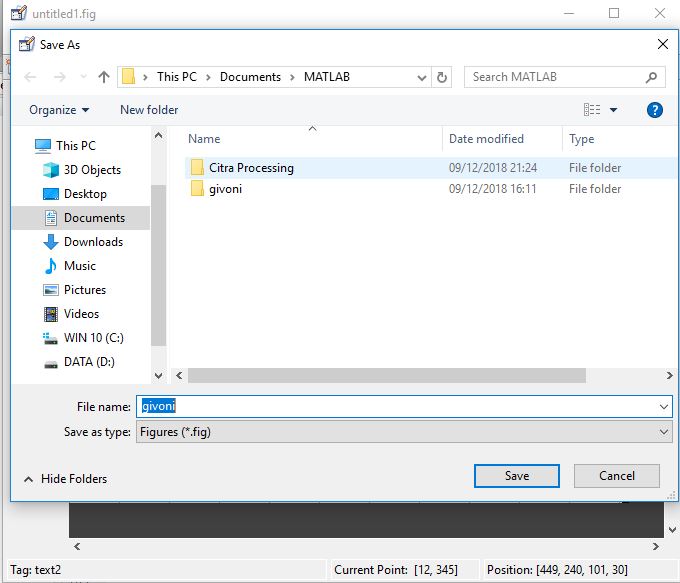 untitled1.fig
Save As
This PC > Documents > MATLAB
Search MATLAB
Organize
New folder
Name
Date modified
Type
This PC
3D Objects
Desktop
Documents
Downloads
Music
Pictures
Videos
WIN 10 (C:)
DATA (D:)
Citra Processing 09/12/2018 21:24 File folder
givoni 09/12/2018 16:11 File folder
File name: givoni
Save as type: Figures (*.fig)
Hide Folders
Save
Cancel
Tag: text2
Current Point: [12, 345]
Position: [449, 240, 101, 30]